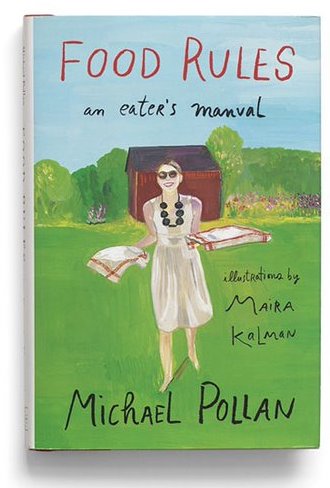 FOOD RULES
an eater's manual
illustrations by
MAIRA
KALMAN
MICHAEL POLLAN